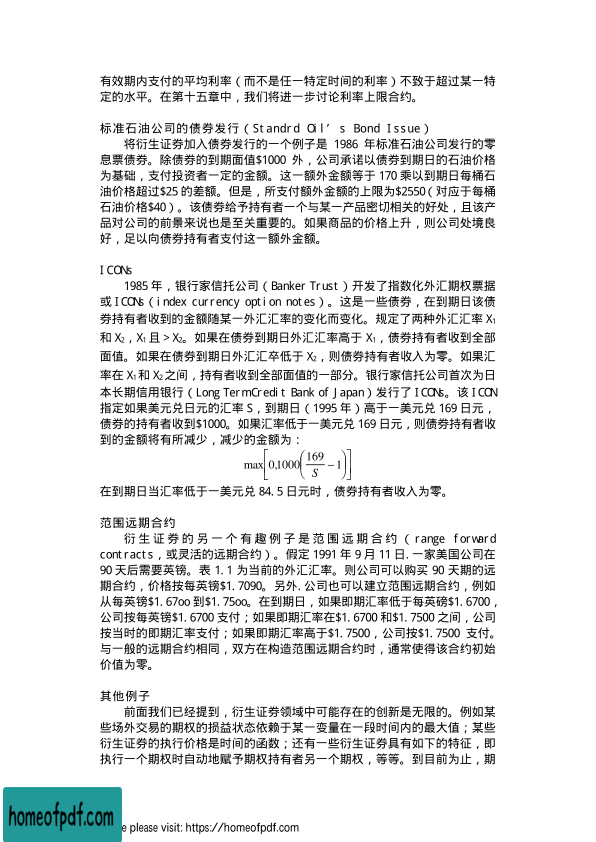 有效期内支付的平均利率（而不是任一特定时间的利率）不致于超过某一特
定的水平。在第十五章中，我们将进一步讨论利率上限合约。
标准石油公司的债券发行（Standrd Oil’s Bond Issue）
将衍生证券加入债券发行的一个例子是 1986 年标准石油公司发行的零
息票债券。除债券的到期面值$1000 外，公司承诺以债券到期日的石油价格
为基础，支付投资者一定的金额。这一额外金额等于 170 乘以到期日每桶石
油价格超过$25 的差额。但是，所支付额外金额的上限为$2550（对应于每桶
石油价格$40）。该债券给予持有者一个与某一产品密切相关的好处，且该产
品对公司的前景来说也是至关重要的。如果商品的价格上升，则公司处境良
好，足以向债券持有者支付这一额外金额。
ICONs
1985 年，银行家信托公司（Banker Trust）开发了指数化外汇期权票据
或 ICONs（index currency option notes）。这是一些债券，在到期日该债
券持有者收到的金额随某一外汇汇率的变化而变化。规定了两种外汇汇率 X₁
和 X₂，X₁ 且＞X₂。如果在债券到期日外汇汇率高于 X₁，债券持有者收到全部
面值。如果在债券到期日外汇汇卒低于 X₂，则债券持有者收入为零。如果汇
率在 X₁ 和 X₂ 之间，持有者收到全部面值的一部分。银行家信托公司首次为日
本长期信用银行（Long TermCredit Bank of Japan）发行了 ICONs。该 ICON
指定如果美元兑日元的汇率 S，到期日（1995 年）高于一美元兑 169 日元，
债券的持有者收到$1000。如果汇率低于一美元兑 169 日元，则债券持有者收
到的金额将有所减少，减少的金额为：
max[0,1000(169/S−1)]
在到期日当汇率低于一美元兑 84.5 日元时，债券持有者收入为零。
范围远期合约
衍生证券的另一个有趣例子是范围远期合约（range forward
contracts，或灵活的远期合约）。假定 1991 年 9 月 11 日.一家美国公司在
90 天后需要英镑。表 1.1 为当前的外汇汇率。则公司可以购买 90 天期的远
期合约，价格按每英镑$1.7090。另外.公司也可以建立范围远期合约，例如
从每英镑$1.67oo 到$1.75oo。在到期日，如果即期汇率低于每英磅$1.6700，
公司按每英镑$1.6700 支付；如果即期汇率在$1.6700 和$1.7500 之间，公司
按当时的即期汇率支付；如果即期汇率高于$1.7500，公司按$1.7500 支付。
与一般的远期合约相同，双方在构造范围远期合约时，通常使得该合约初始
价值为零。
其他例子
前面我们已经提到，衍生证券领域中可能存在的创新是无限的。例如某
些场外交易的期权的损益状态依赖于某一变量在一段时间内的最大值；某些
衍生证券的执行价格是时间的函数；还有一些衍生证券具有如下的特征，即
执行一个期权时自动地赋予期权持有者另一个期权，等等。到目前为止，期
homeofpdf.com
e please visit: https://homeofpdf.com